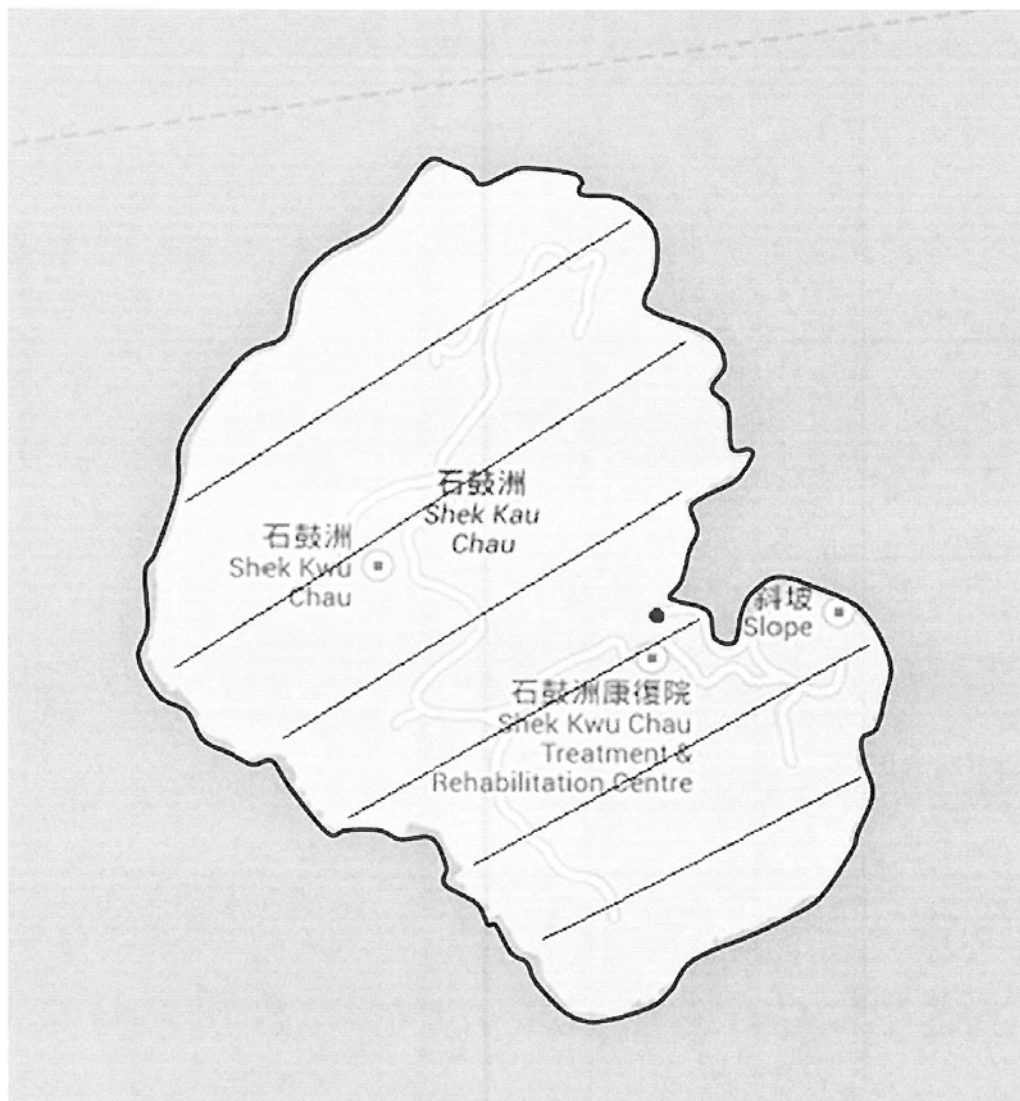 石鼓洲
Shek Kau
Chau
石鼓洲
Shek Kwu
Chau
斜坡
Slope
石鼓洲康復院
Shek Kwu Chau
Treatment &
Rehabilitation Centre